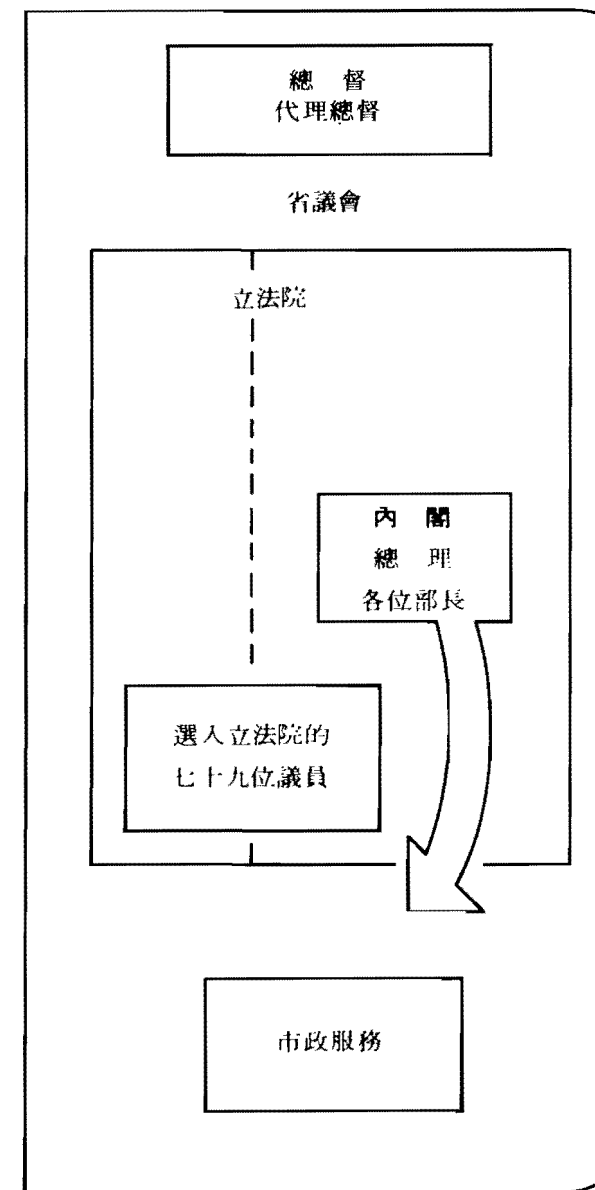 總督
代理總督
省議會
立法院
內閣
總理
各位部長
選入立法院的
七十九位議員
市政服務